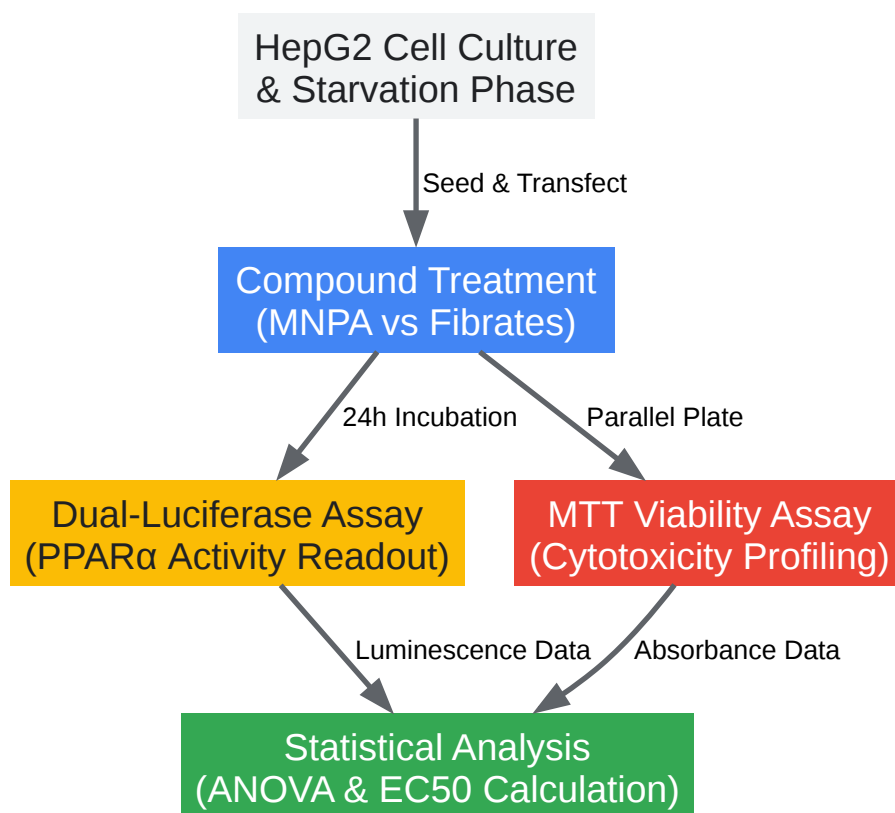 HepG2 Cell Culture
& Starvation Phase
Seed & Transfect
Compound Treatment
(MNPA vs Fibrates)
24h Incubation
Parallel Plate
Dual-Luciferase Assay
(PPARα Activity Readout)
MTT Viability Assay
(Cytotoxicity Profiling)
Luminescence Data
Absorbance Data
Statistical Analysis
(ANOVA & EC50 Calculation)